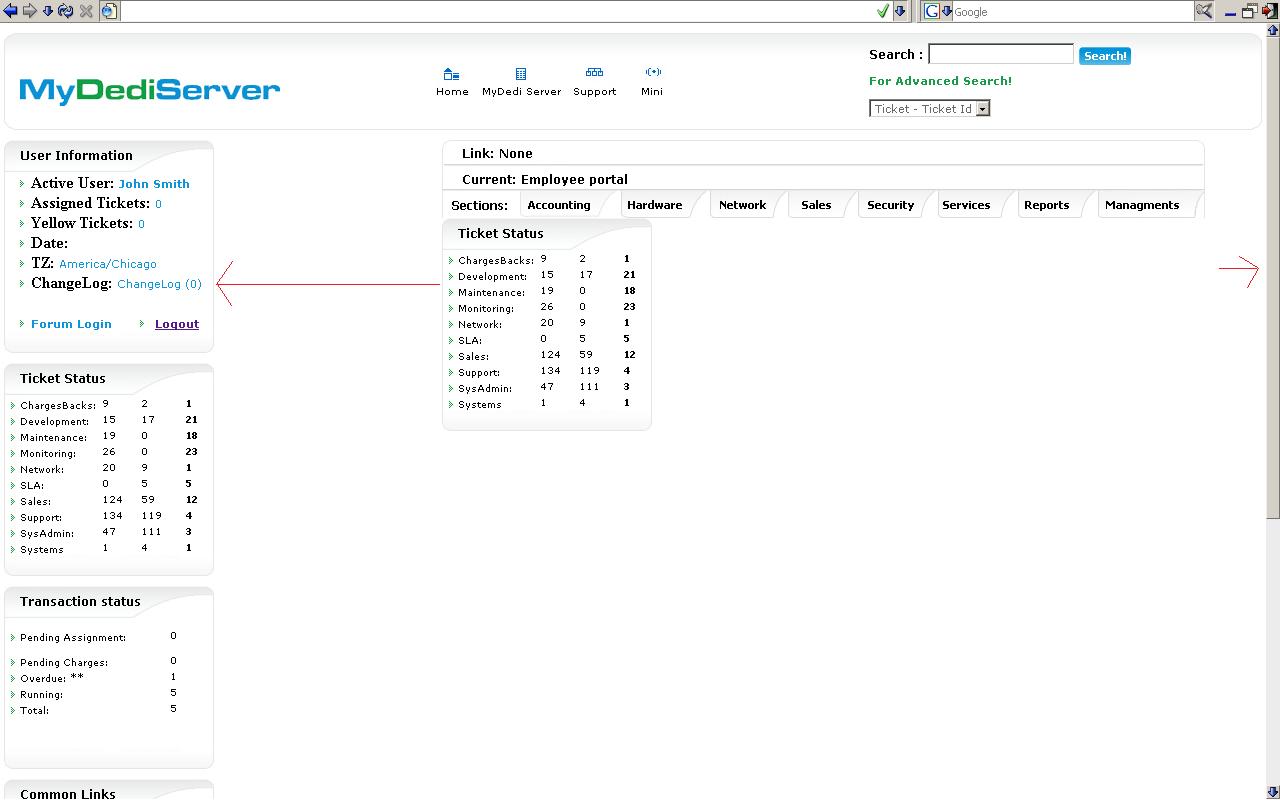 Google
MyDediServer
Home MyDedi Server Support Mini
Search : Search!
For Advanced Search!
Ticket - Ticket Id
User Information
Active User: John Smith
Assigned Tickets: 0
Yellow Tickets: 0
Date:
TZ: America/Chicago
ChangeLog: ChangeLog (0)
Forum Login Logout
Ticket Status
ChargesBacks: 9 2 1
Development: 15 17 21
Maintenance: 19 0 18
Monitoring: 26 0 23
Network: 20 9 1
SLA: 0 5 5
Sales: 124 59 12
Support: 134 119 4
SysAdmin: 47 111 3
Systems 1 4 1
Transaction status
Pending Assignment: 0
Pending Charges: 0
Overdue: ** 1
Running: 5
Total: 5
Common Links
Link: None
Current: Employee portal
Sections: Accounting Hardware Network Sales Security Services Reports Managments
Ticket Status
ChargesBacks: 9 2 1
Development: 15 17 21
Maintenance: 19 0 18
Monitoring: 26 0 23
Network: 20 9 1
SLA: 0 5 5
Sales: 124 59 12
Support: 134 119 4
SysAdmin: 47 111 3
Systems 1 4 1